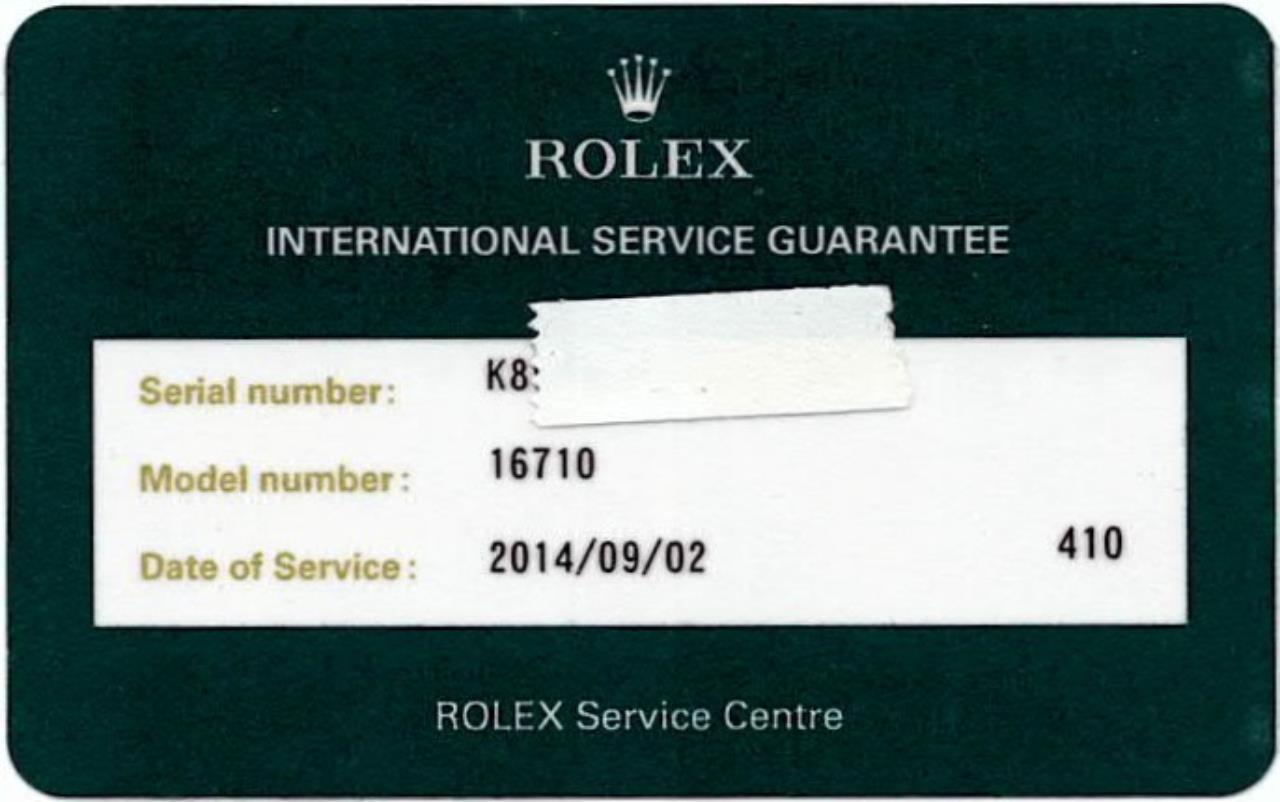 ROLEX
INTERNATIONAL SERVICE GUARANTEE
Serial number: K8
Model number: 16710
Date of Service: 2014/09/02 410
ROLEX Service Centre